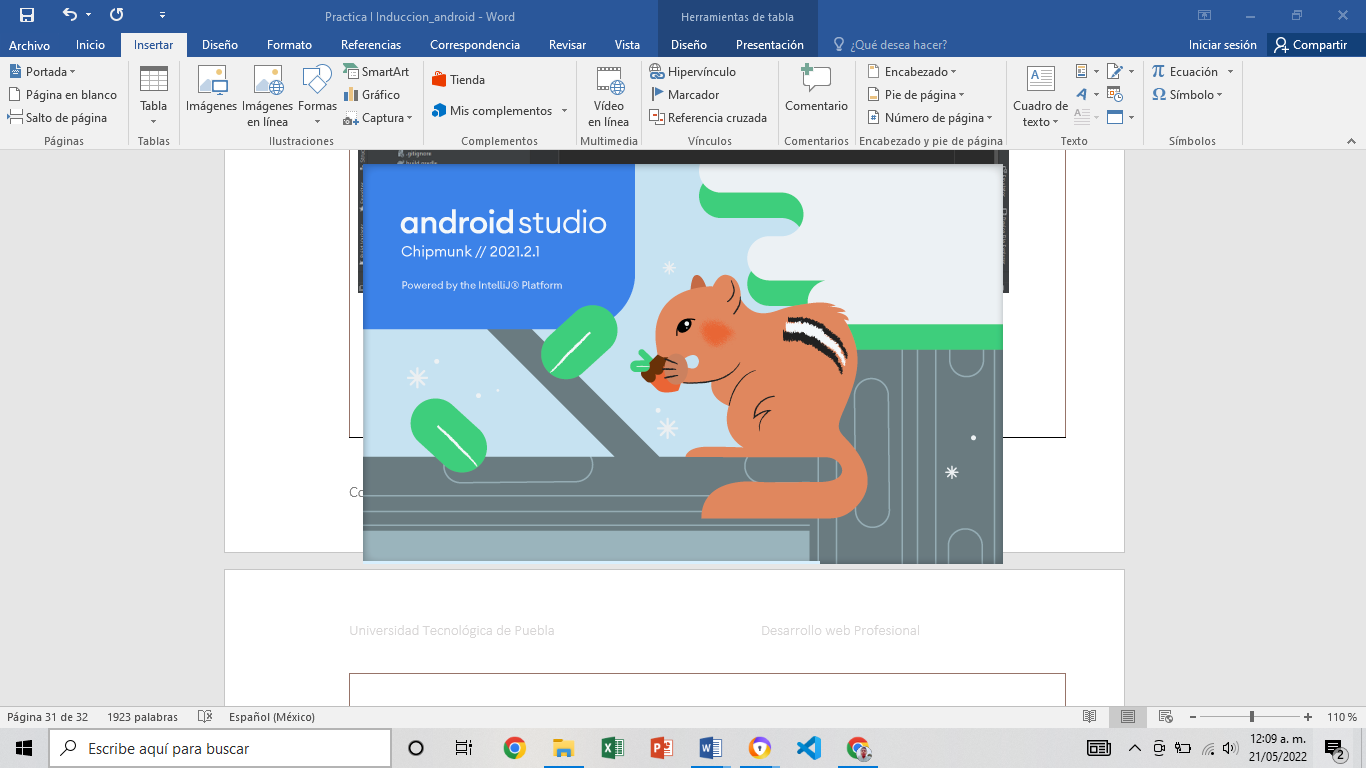 Practica I Induccion_android - Word
Herramientas de tabla
Archivo Inicio Insertar Diseño Formato Referencias Correspondencia Revisar Vista Diseño Presentación ¿Qué desea hacer? Iniciar sesión Compartir
Portada
Página en blanco
Salto de página
Páginas
Tabla
Tablas
Imágenes
Imágenes en línea
Formas
SmartArt
Gráfico
Captura
Ilustraciones
Tienda
Mis complementos
Complementos
Vídeo en línea
Multimedia
Hipervínculo
Marcador
Referencia cruzada
Vínculos
Comentario
Comentarios
Encabezado
Pie de página
Número de página
Encabezado y pie de página
Cuadro de texto
Texto
Ecuación
Símbolo
Símbolos
.gitignore
android studio
Chipmunk // 2021.2.1
Powered by the IntelliJ® Platform
Co
Universidad Tecnológica de Puebla Desarrollo web Profesional
Página 31 de 32 1923 palabras Español (México) 110 %
Escribe aquí para buscar
12:09 a. m.
21/05/2022
2